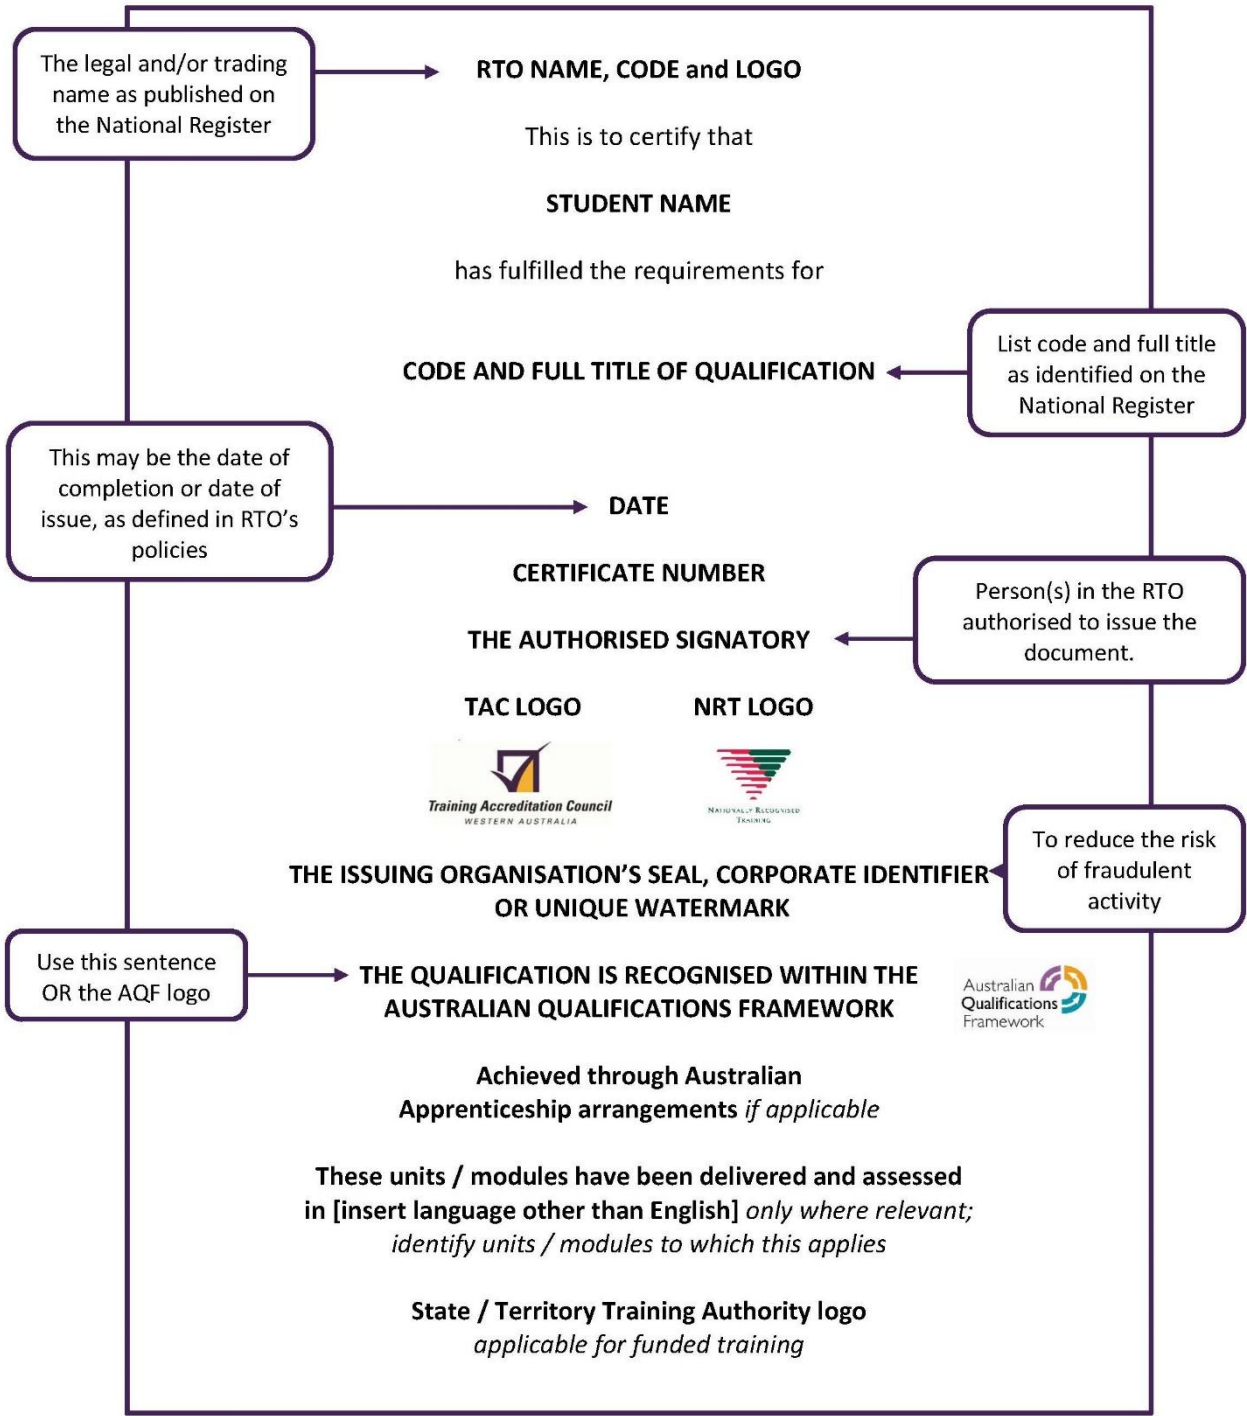 The legal and/or trading
name as published on
the National Register
RTO NAME, CODE and LOGO
This is to certify that
STUDENT NAME
has fulfilled the requirements for
CODE AND FULL TITLE OF QUALIFICATION
List code and full title
as identified on the
National Register
This may be the date of
completion or date of
issue, as defined in RTO’s
policies
DATE
CERTIFICATE NUMBER
Person(s) in the RTO
authorised to issue the
document.
THE AUTHORISED SIGNATORY
TAC LOGO
NRT LOGO
Training Accreditation Council
WESTERN AUSTRALIA
NATIONALLY RECOGNISED
TRAINING
To reduce the risk
of fraudulent
activity
THE ISSUING ORGANISATION’S SEAL, CORPORATE IDENTIFIER
OR UNIQUE WATERMARK
Use this sentence
OR the AQF logo
THE QUALIFICATION IS RECOGNISED WITHIN THE
AUSTRALIAN QUALIFICATIONS FRAMEWORK
Australian
Qualifications
Framework
Achieved through Australian
Apprenticeship arrangements if applicable
These units / modules have been delivered and assessed
in [insert language other than English] only where relevant;
identify units / modules to which this applies
State / Territory Training Authority logo
applicable for funded training